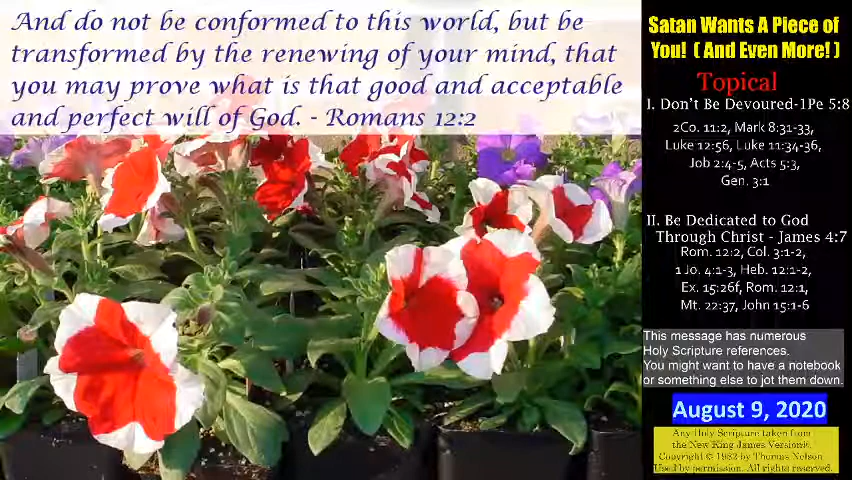 And do not be conformed to this world, but be
transformed by the renewing of your mind, that
you may prove what is that good and acceptable
and perfect will of God. - Romans 12:2
Satan Wants A Piece of
You! ( And Even More! )
Topical
I. Don't Be Devoured-1Pe 5:8
2Co. 11:2, Mark 8:31-33,
Luke 12:56, Luke 11:34-36,
Job 2:4-5, Acts 5:3,
Gen. 3:1
II. Be Dedicated to God
Through Christ - James 4:7
Rom. 12:2, Col. 3:1-2,
1 Jo. 4:1-3, Heb. 12:1-2,
Ex. 15:26f, Rom. 12:1,
Mt. 22:37, John 15:1-6
This message has numerous
Holy Scripture references.
You might want to have a notebook
or something else to jot them down.
August 9, 2020
Any Holy Scripture taken from
the New King James Version®.
Copyright © 1982 by Thomas Nelson
Used by permission. All rights reserved.